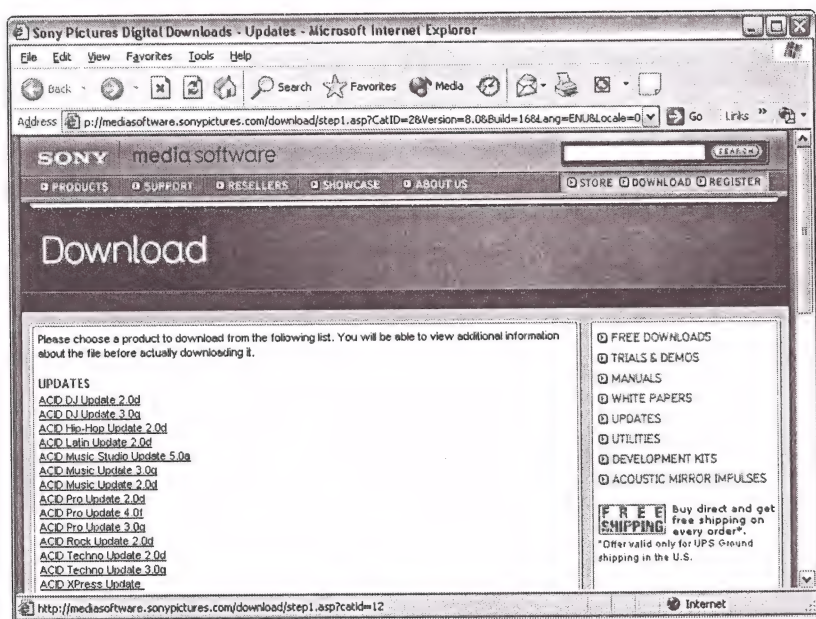 Sony Pictures Digital Downloads - Updates - Microsoft Internet Explorer
File Edit View Favorites Tools Help
Back Search Favorites Media
Address p://mediasoftware.sonypictures.com/download/step1.asp?CatID=2&Version=8.0&Build=16&Lang=ENU&Locale=0 Go Links »
SONY mediasoftware SEARCH
PRODUCTS SUPPORT RESELLERS SHOWCASE ABOUT US STORE DOWNLOAD REGISTER
Download
Please choose a product to download from the following list. You will be able to view additional information
about the file before actually downloading it.
UPDATES
ACID DJ Update 2.0d
ACID DJ Update 3.0g
ACID Hip-Hop Update 2.0d
ACID Latin Update 2.0d
ACID Music Studio Update 5.0a
ACID Music Update 3.0g
ACID Music Update 2.0d
ACID Pro Update 2.0d
ACID Pro Update 4.0f
ACID Pro Update 3.0g
ACID Rock Update 2.0d
ACID Techno Update 2.0d
ACID Techno Update 3.0g
ACID XPress Update
FREE DOWNLOADS
TRIALS & DEMOS
MANUALS
WHITE PAPERS
UPDATES
UTILITIES
DEVELOPMENT KITS
ACOUSTIC MIRROR IMPULSES
FREE SHIPPING
Buy direct and get
free shipping on
every order*.
*Offer valid only for UPS Ground
shipping in the U.S.
http://mediasoftware.sonypictures.com/download/step1.asp?catid=12 Internet